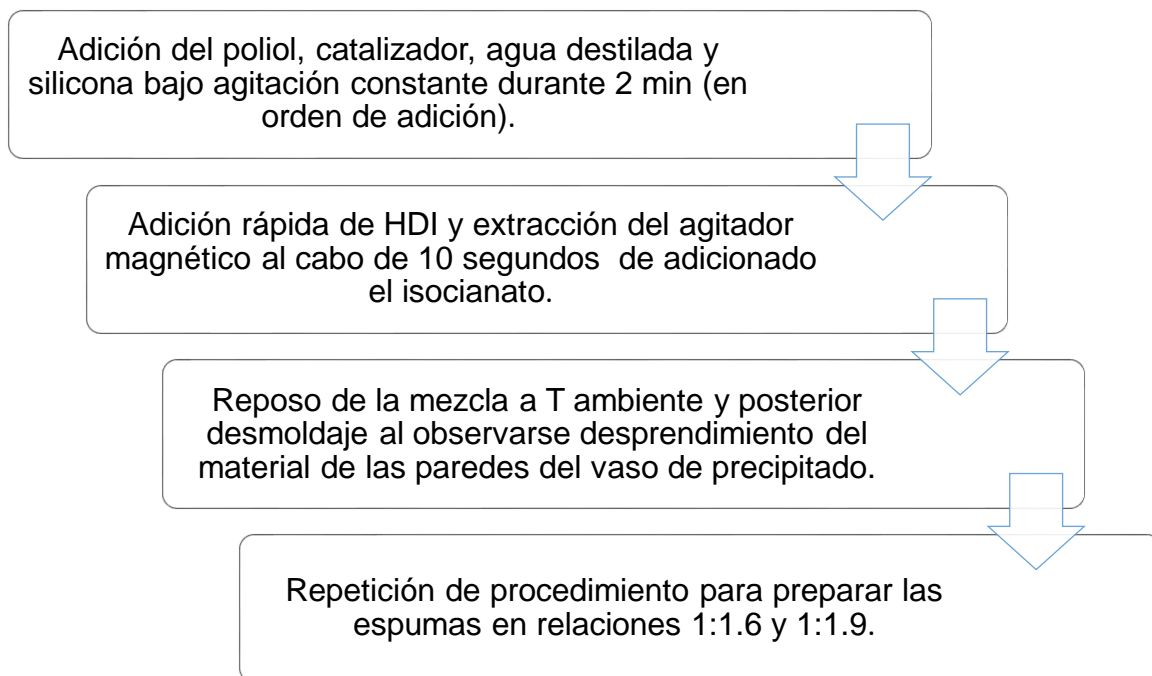 Adición del poliol, catalizador, agua destilada y
silicona bajo agitación constante durante 2 min (en
orden de adición).
Adición rápida de HDI y extracción del agitador
magnético al cabo de 10 segundos  de adicionado
el isocianato.
Reposo de la mezcla a T ambiente y posterior
desmoldaje al observarse desprendimiento del
material de las paredes del vaso de precipitado.
Repetición de procedimiento para preparar las
espumas en relaciones 1:1.6 y 1:1.9.